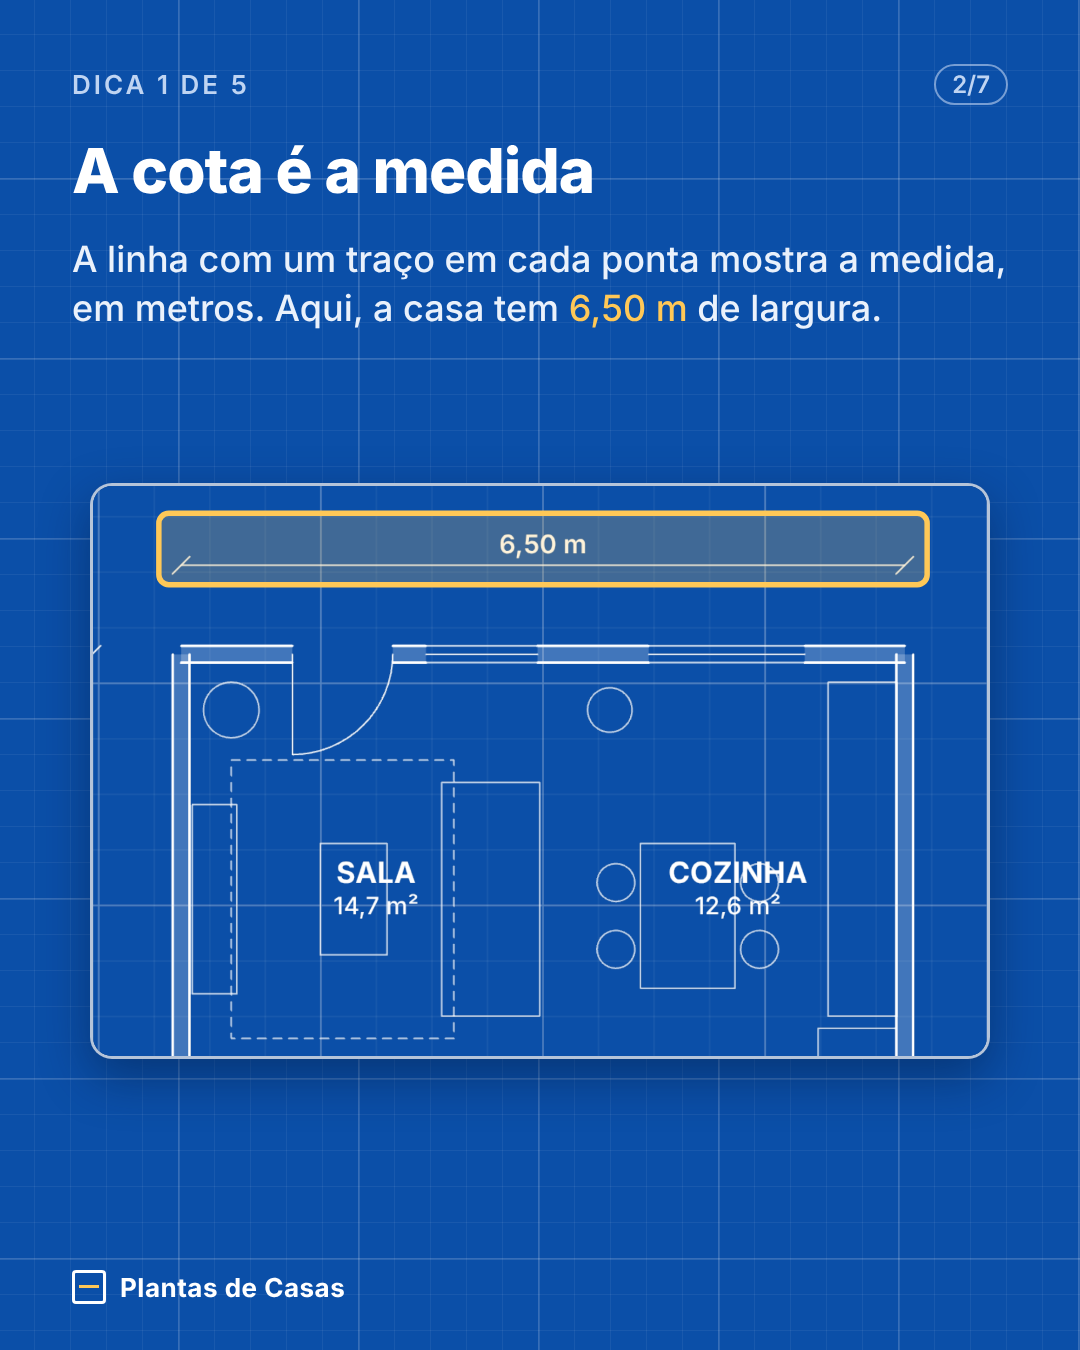 DICA 1 DE 5
2/7
A cota é a medida
A linha com um traço em cada ponta mostra a medida,
em metros. Aqui, a casa tem 6,50 m de largura.
6,50 m
SALA
14,7 m²
COZINHA
12,6 m²
Plantas de Casas